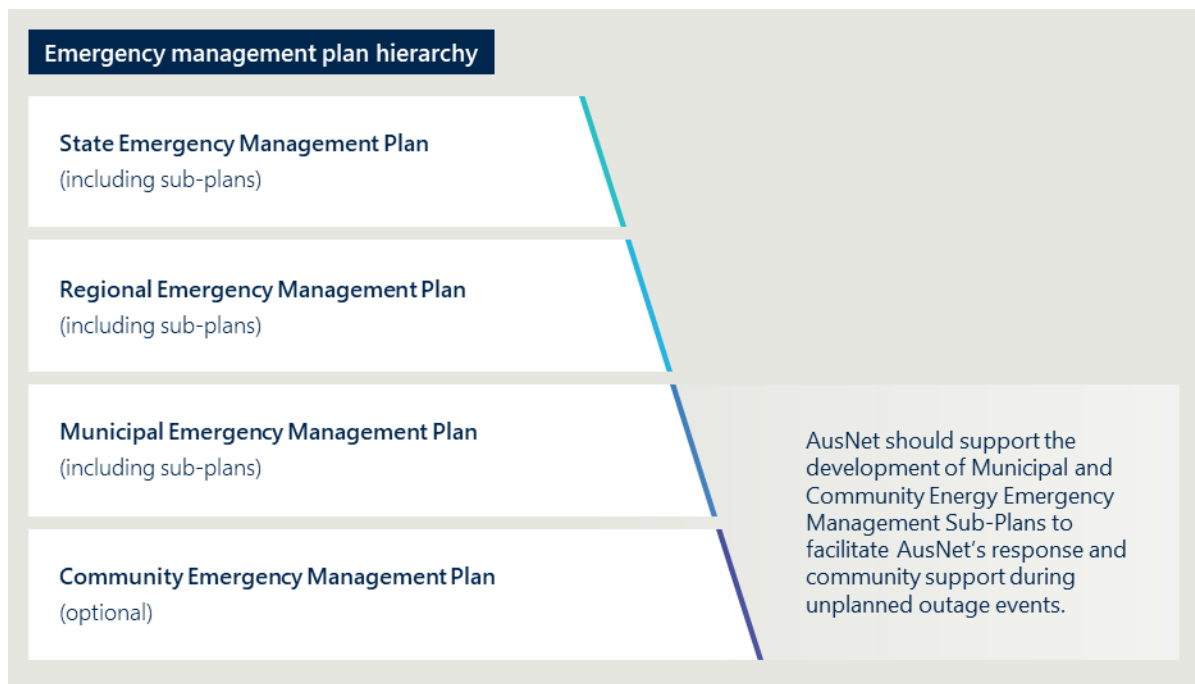 Emergency management plan hierarchy
State Emergency Management Plan
(including sub-plans)
Regional Emergency Management Plan
(including sub-plans)
Municipal Emergency Management Plan
(including sub-plans)
AusNet should support the
development of Municipal and
Community Energy Emergency
Management Sub-Plans to
facilitate AusNet's response and
community support during
unplanned outage events.
Community Emergency Management Plan
(optional)